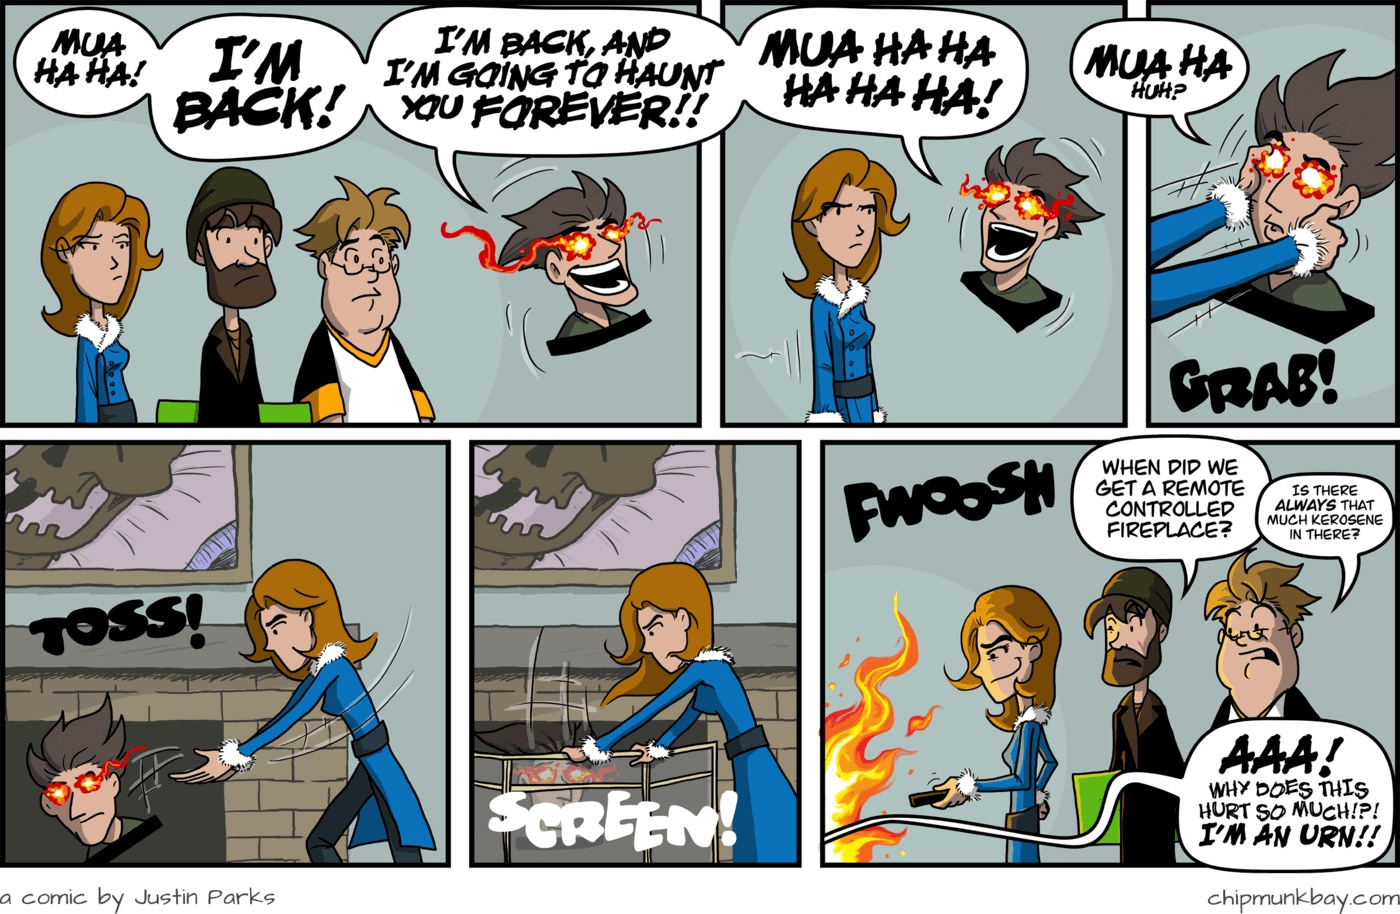 MUA
HA HA!
I'M
BACK!
I'M BACK, AND
I'M GOING TO HAUNT
YOU FOREVER!!
MUA HA HA
HA HA HA!
MUA HA
HUH?
GRAB!
TOSS!
SCREEN!
FWOOSH
WHEN DID WE
GET A REMOTE
CONTROLLED
FIREPLACE?
IS THERE
ALWAYS THAT
MUCH KEROSENE
IN THERE?
AAA!
WHY DOES THIS
HURT SO MUCH!?!
I'M AN URN!!
a comic by Justin Parks
chipmunkbay.com